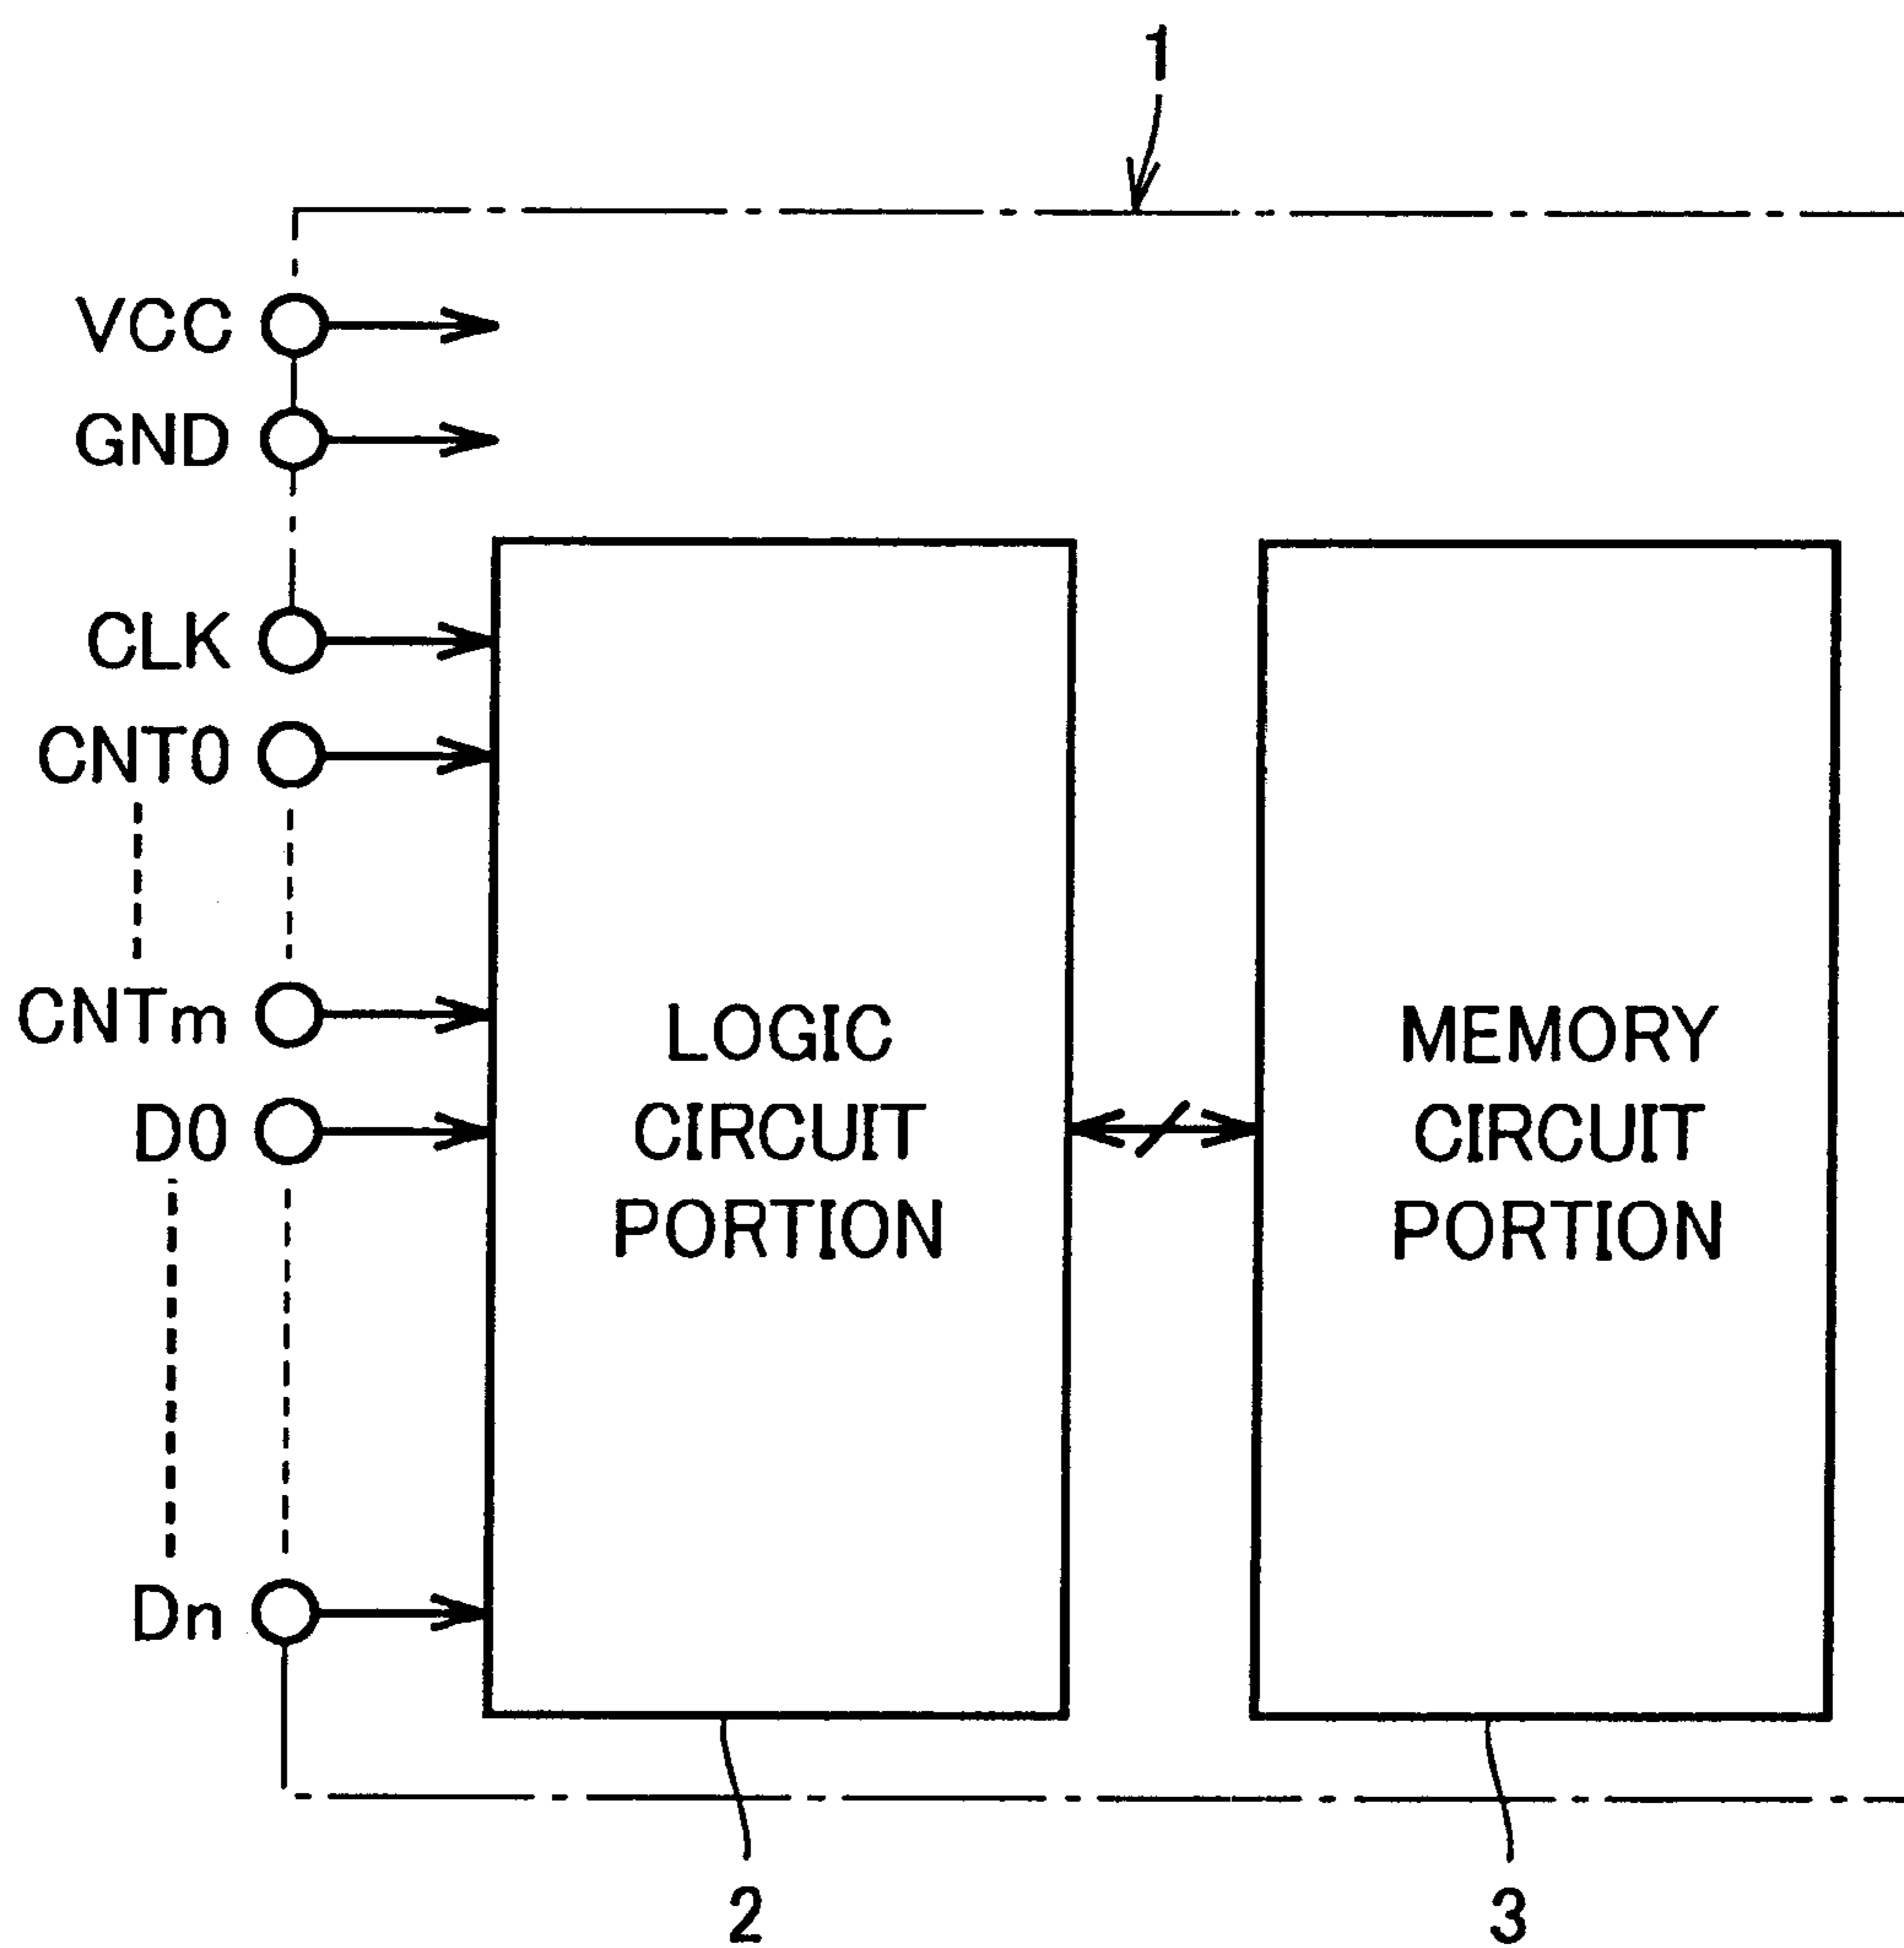 1
VCC
GND
CLK
CNT0
CNTm
D0
Dn
LOGIC
CIRCUIT
PORTION
MEMORY
CIRCUIT
PORTION
2
3